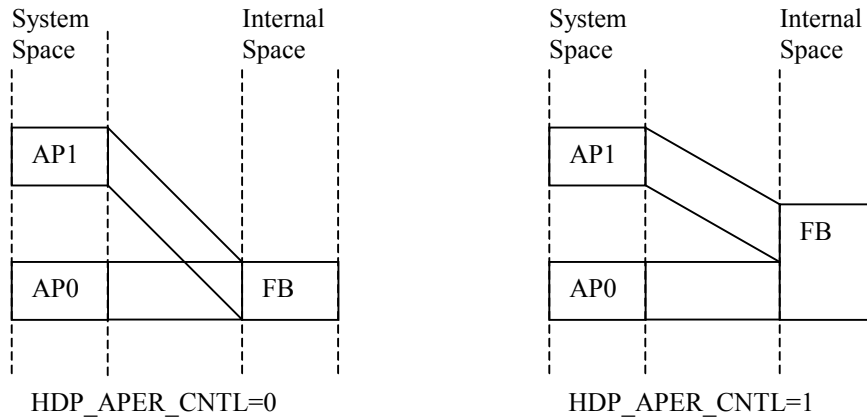 System
Space
Internal
Space
AP1
AP0
FB
HDP_APER_CNTL=0
System
Space
Internal
Space
AP1
FB
AP0
HDP_APER_CNTL=1